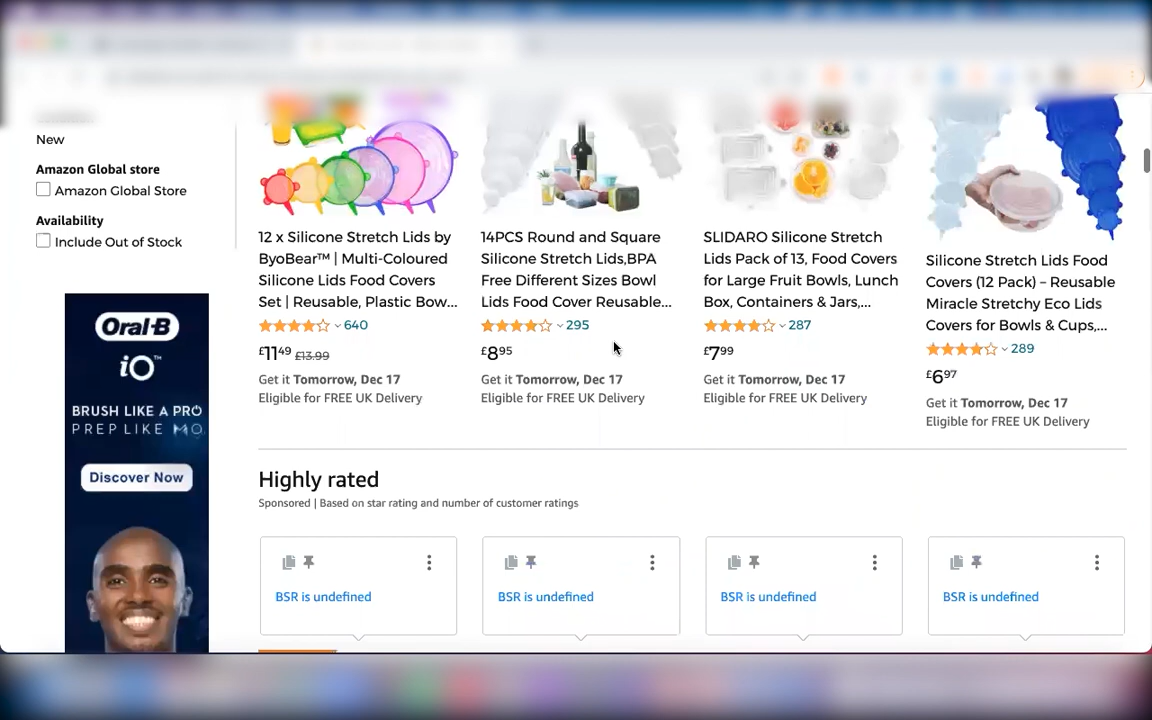 New
Amazon Global store
Amazon Global Store
Availability
Include Out of Stock
Oral-B
iO™
BRUSH LIKE A PRO
PREP LIKE MO.
Discover Now
12 x Silicone Stretch Lids by
ByoBear™ | Multi-Coloured
Silicone Lids Food Covers
Set | Reusable, Plastic Bow...
640
£11.49 £13.99
Get it Tomorrow, Dec 17
Eligible for FREE UK Delivery
14PCS Round and Square
Silicone Stretch Lids,BPA
Free Different Sizes Bowl
Lids Food Cover Reusable...
295
£8.95
Get it Tomorrow, Dec 17
Eligible for FREE UK Delivery
SLIDARO Silicone Stretch
Lids Pack of 13, Food Covers
for Large Fruit Bowls, Lunch
Box, Containers & Jars,...
287
£7.99
Get it Tomorrow, Dec 17
Eligible for FREE UK Delivery
Silicone Stretch Lids Food
Covers (12 Pack) – Reusable
Miracle Stretchy Eco Lids
Covers for Bowls & Cups,...
289
£6.97
Get it Tomorrow, Dec 17
Eligible for FREE UK Delivery
Highly rated
Sponsored | Based on star rating and number of customer ratings
BSR is undefined
BSR is undefined
BSR is undefined
BSR is undefined